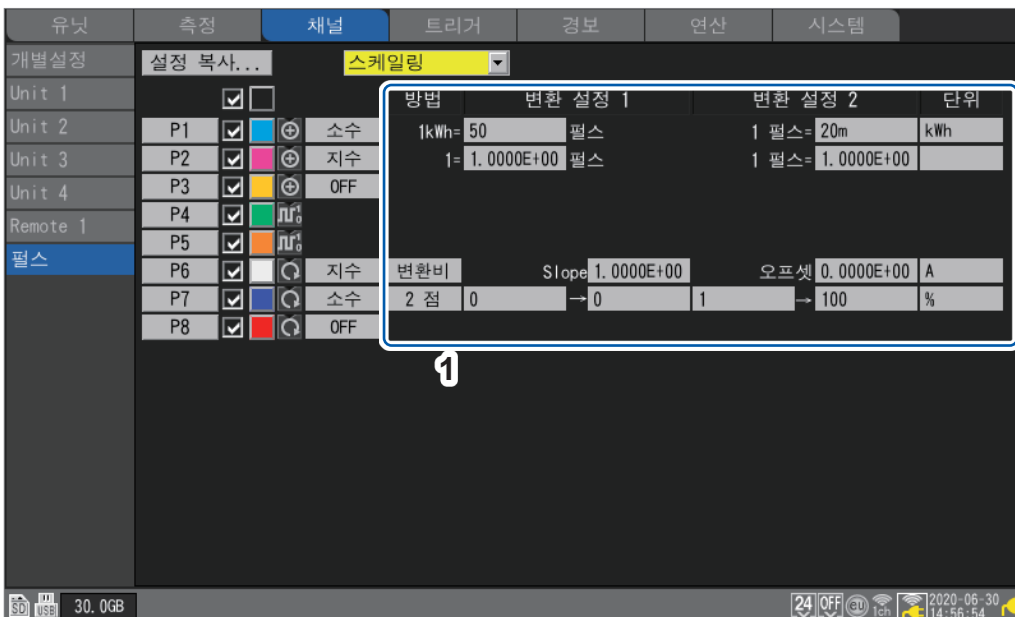 유닛 측정 채널 트리거 경보 연산 시스템
개별설정 설정 복사... 스케일링
Unit 1 방법 변환 설정 1 변환 설정 2 단위
Unit 2 P1 소수 1kWh= 50 펄스 1 펄스= 20m kWh
Unit 3 P2 지수 1= 1.0000E+00 펄스 1 펄스= 1.0000E+00
Unit 4 P3 OFF
P4
Remote 1
P5
펄스 P6 지수 변환비 Slope 1.0000E+00 오프셋 0.0000E+00 A
P7 소수 2 점 0 →0 1 → 100 %
P8 OFF
1
SD USB 30.0GB 24 OFF au 1ch 2020-06-30
14:56:54